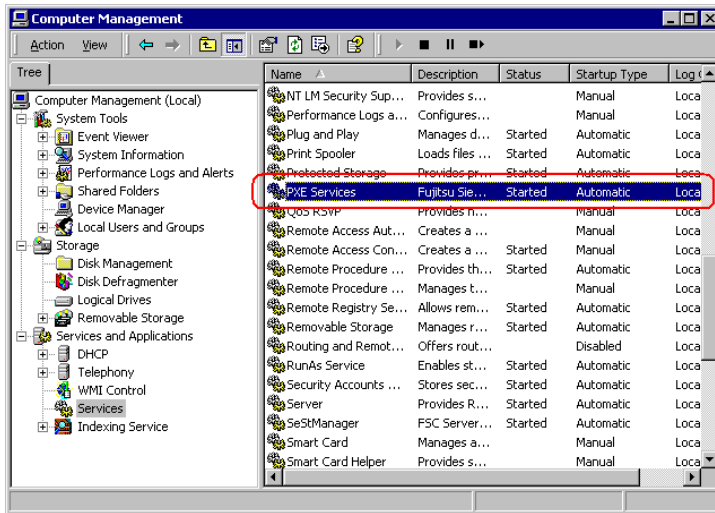 Computer Management
Action View
Tree
Name Description Status Startup Type Log
Computer Management (Local)
System Tools
Event Viewer
System Information
Performance Logs and Alerts
Shared Folders
Device Manager
Local Users and Groups
Storage
Disk Management
Disk Defragmenter
Logical Drives
Removable Storage
Services and Applications
DHCP
Telephony
WMI Control
Services
Indexing Service
NT LM Security Sup... Provides s... Manual Loca
Performance Logs a... Configures... Manual Loca
Plug and Play Manages d... Started Automatic Loca
Print Spooler Loads files ... Started Automatic Loca
Protected Storage Provides pr... Started Automatic Loca
PXE Services Fujitsu Sie... Started Automatic Loca
QoS RSVP Provides n... Manual Loca
Remote Access Aut... Creates a ... Manual Loca
Remote Access Con... Creates a ... Started Manual Loca
Remote Procedure ... Provides th... Started Automatic Loca
Remote Procedure ... Manages t... Manual Loca
Remote Registry Se... Allows rem... Started Automatic Loca
Removable Storage Manages r... Started Automatic Loca
Routing and Remot... Offers rout... Disabled Loca
RunAs Service Enables st... Started Automatic Loca
Security Accounts ... Stores sec... Started Automatic Loca
Server Provides R... Started Automatic Loca
SeStManager FSC Server... Started Automatic Loca
Smart Card Manages a... Manual Loca
Smart Card Helper Provides s... Manual Loca